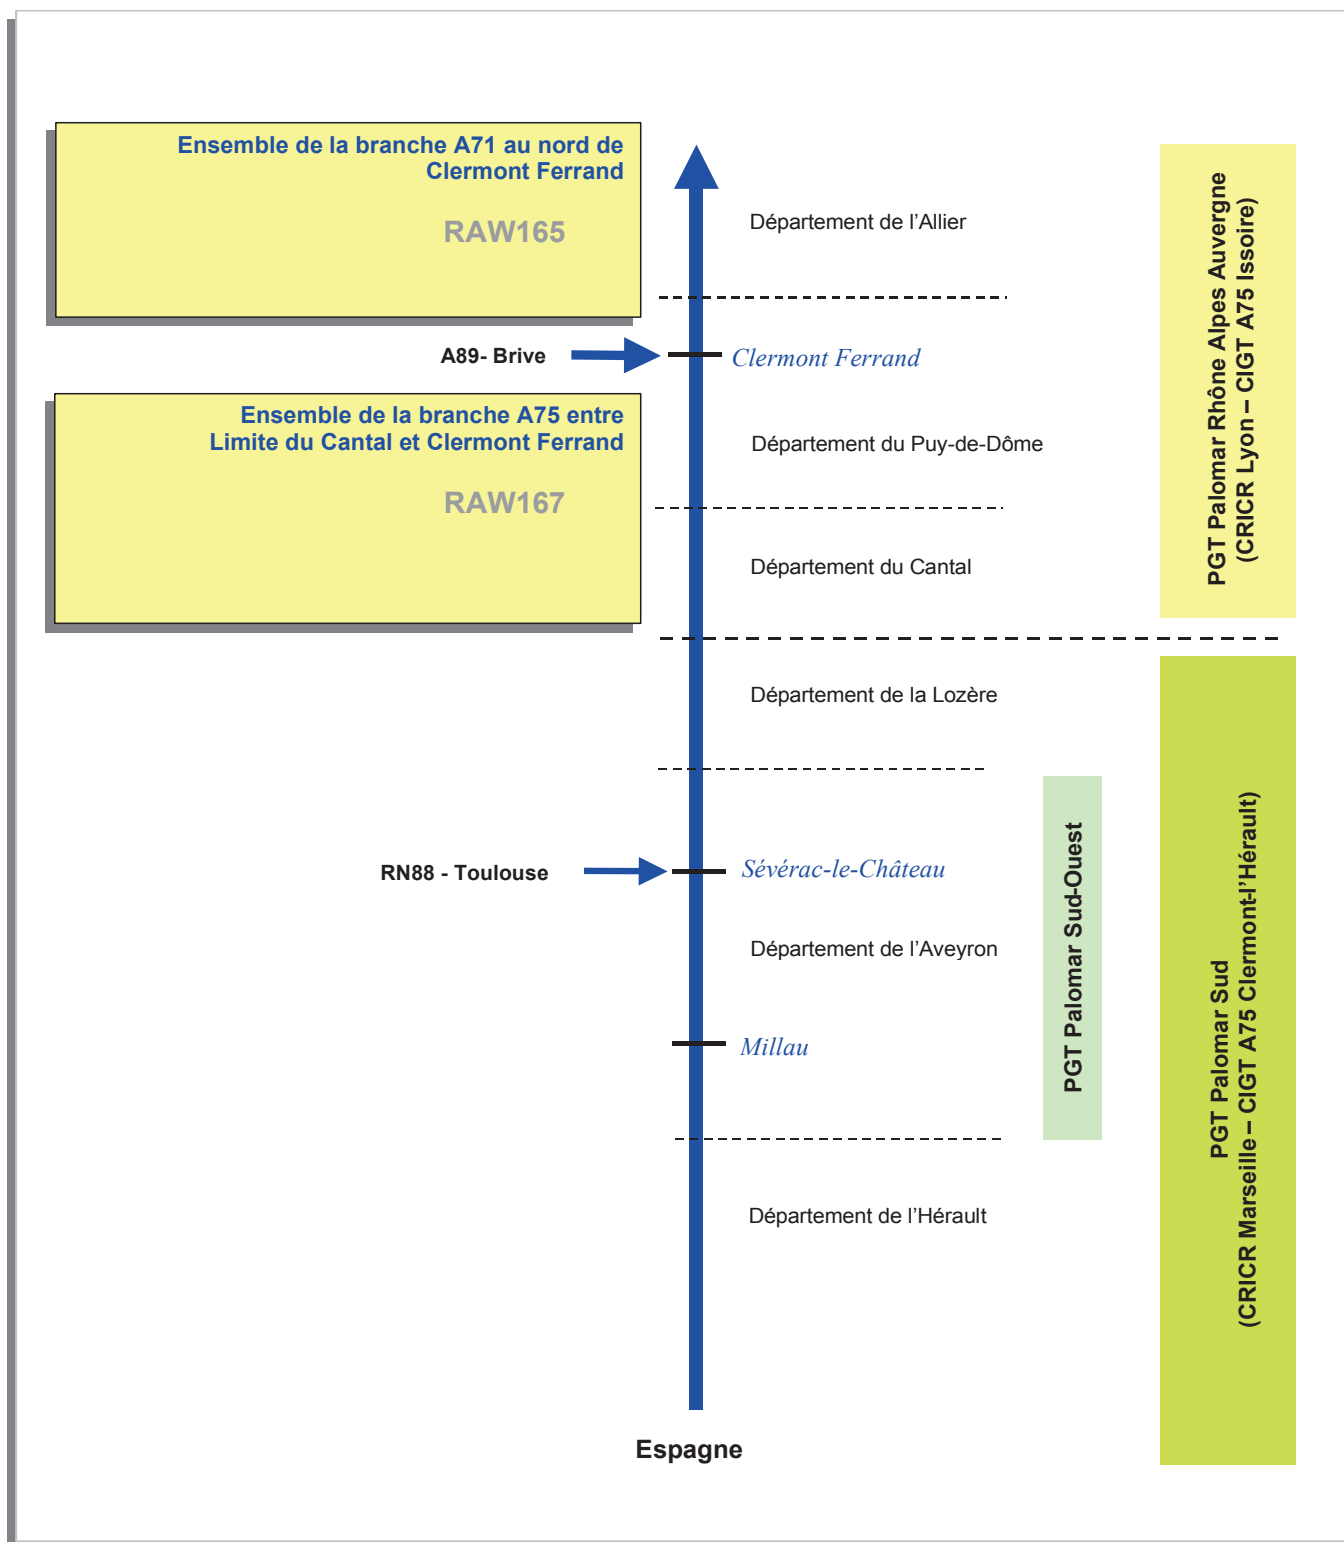 Ensemble de la branche A71 au nord de
Clermont Ferrand
RAW165
Département de l'Allier
A89- Brive
Clermont Ferrand
Ensemble de la branche A75 entre
Limite du Cantal et Clermont Ferrand
RAW167
Département du Puy-de-Dôme
Département du Cantal
PGT Palomar Rhône Alpes Auvergne
(CRICR Lyon – CIGT A75 Issoire)
Département de la Lozère
RN88 - Toulouse
Sévérac-le-Château
Département de l'Aveyron
Millau
PGT Palomar Sud-Ouest
PGT Palomar Sud
(CRICR Marseille – CIGT A75 Clermont-l'Hérault)
Département de l'Hérault
Espagne